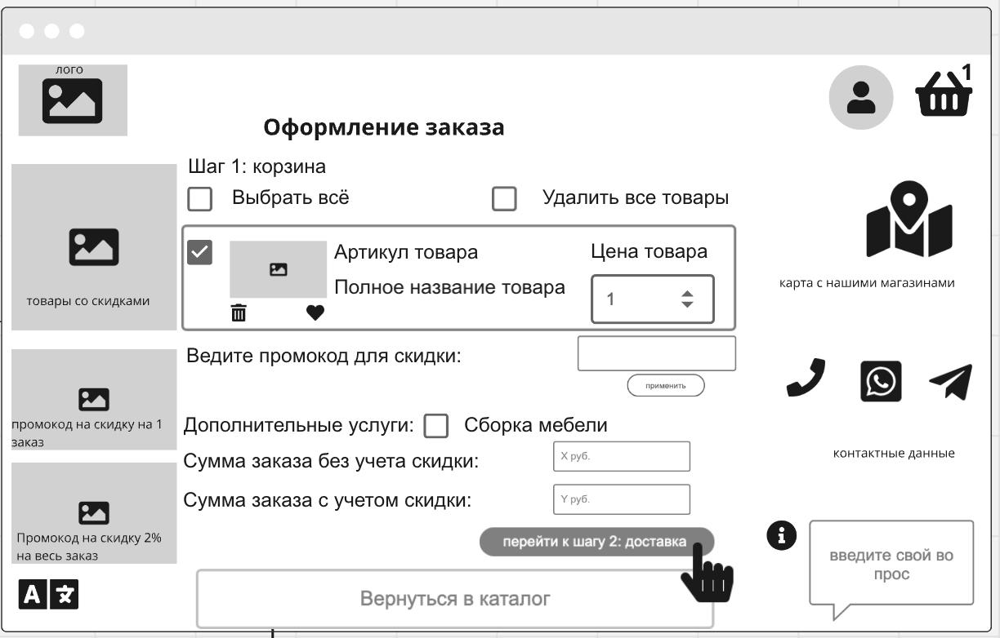 лого
1
Оформление заказа
Шаг 1: корзина
Выбрать всё
Удалить все товары
товары со скидками
Артикул товара
Цена товара
Полное название товара
1
карта с нашими магазинами
Ведите промокод для скидки:
применить
промокод на скидку на 1
заказ
Дополнительные услуги:
Сборка мебели
контактные данные
Сумма заказа без учета скидки:
X руб.
Сумма заказа с учетом скидки:
Y руб.
Промокод на скидку 2%
на весь заказ
перейти к шагу 2: доставка
введите свой во
прос
A 文
Вернуться в каталог